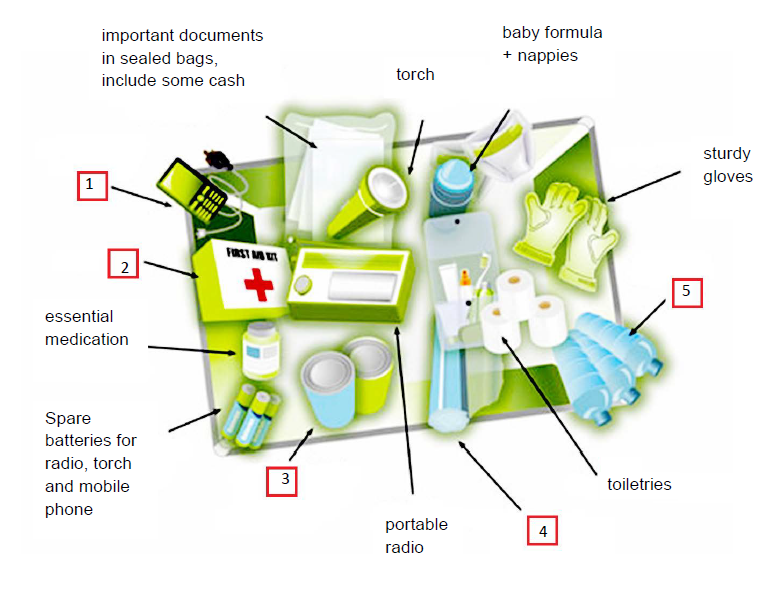 important documents
in sealed bags,
include some cash
torch
baby formula
+ nappies
sturdy
gloves
1
2
FIRST AID KIT
5
essential
medication
Spare
batteries for
radio, torch
and mobile
phone
3
portable
radio
4
toiletries